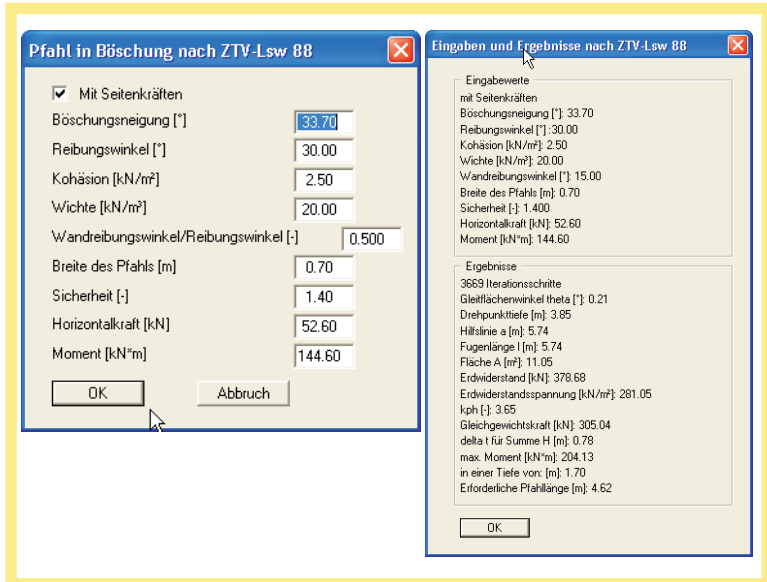 Pfahl in Böschung nach ZTV-Lsw 88
Mit Seitenkräften
Böschungsneigung [°] 33.70
Reibungswinkel [°] 30.00
Kohäsion [kN/m²] 2.50
Wichte [kN/m³] 20.00
Wandreibungswinkel/Reibungswinkel [-] 0.500
Breite des Pfahls [m] 0.70
Sicherheit [-] 1.40
Horizontalkraft [kN] 52.60
Moment [kN*m] 144.60
OK Abbruch
Eingaben und Ergebnisse nach ZTV-Lsw 88
Eingabewerte
mit Seitenkräften
Böschungsneigung [°]: 33.70
Reibungswinkel [°] :30.00
Kohäsion [kN/m²]: 2.50
Wichte [kN/m³]: 20.00
Wandreibungswinkel [°]: 15.00
Breite des Pfahls [m]: 0.70
Sicherheit [-]: 1.400
Horizontalkraft [kN]: 52.60
Moment [kN*m]: 144.60
Ergebnisse
3669 Iterationsschritte
Gleitflächenwinkel theta [°]: 0.21
Drehpunkttiefe [m]: 3.85
Hilfslinie a [m]: 5.74
Fugenlänge l [m]: 5.74
Fläche A [m²]: 11.05
Erdwiderstand [kN]: 378.68
Erdwiderstandsspannung [kN/m²]: 281.05
kph [-]: 3.65
Gleichgewichtskraft [kN]: 305.04
delta t für Summe H [m]: 0.78
max. Moment [kN*m]: 204.13
in einer Tiefe von: [m]: 1.70
Erforderliche Pfahllänge [m]: 4.62
OK